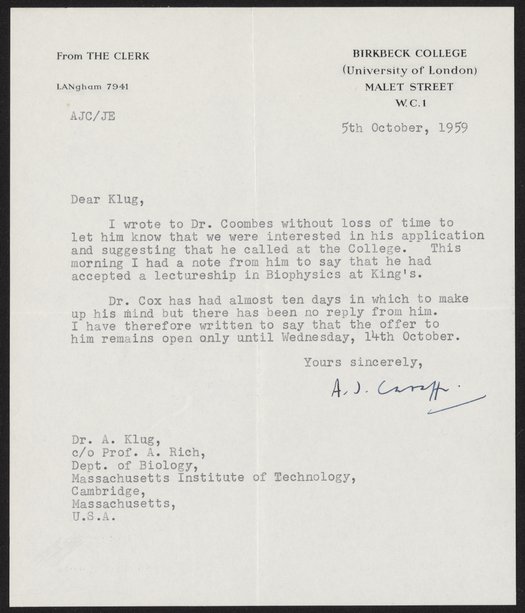 From THE CLERK
LANgham 7941
AJC/JE
BIRKBECK COLLEGE
(University of London)
MALET STREET
W.C.1
5th October, 1959
Dear Klug,
I wrote to Dr. Coombes without loss of time to
let him know that we were interested in his application
and suggesting that he called at the College. This
morning I had a note from him to say that he had
accepted a lectureship in Biophysics at King's.
Dr. Cox has had almost ten days in which to make
up his mind but there has been no reply from him.
I have therefore written to say that the offer to
him remains open only until Wednesday, 14th October.
Yours sincerely,
A. J. Caraffi.
Dr. A. Klug,
c/o Prof. A. Rich,
Dept. of Biology,
Massachusetts Institute of Technology,
Cambridge,
Massachusetts,
U.S.A.